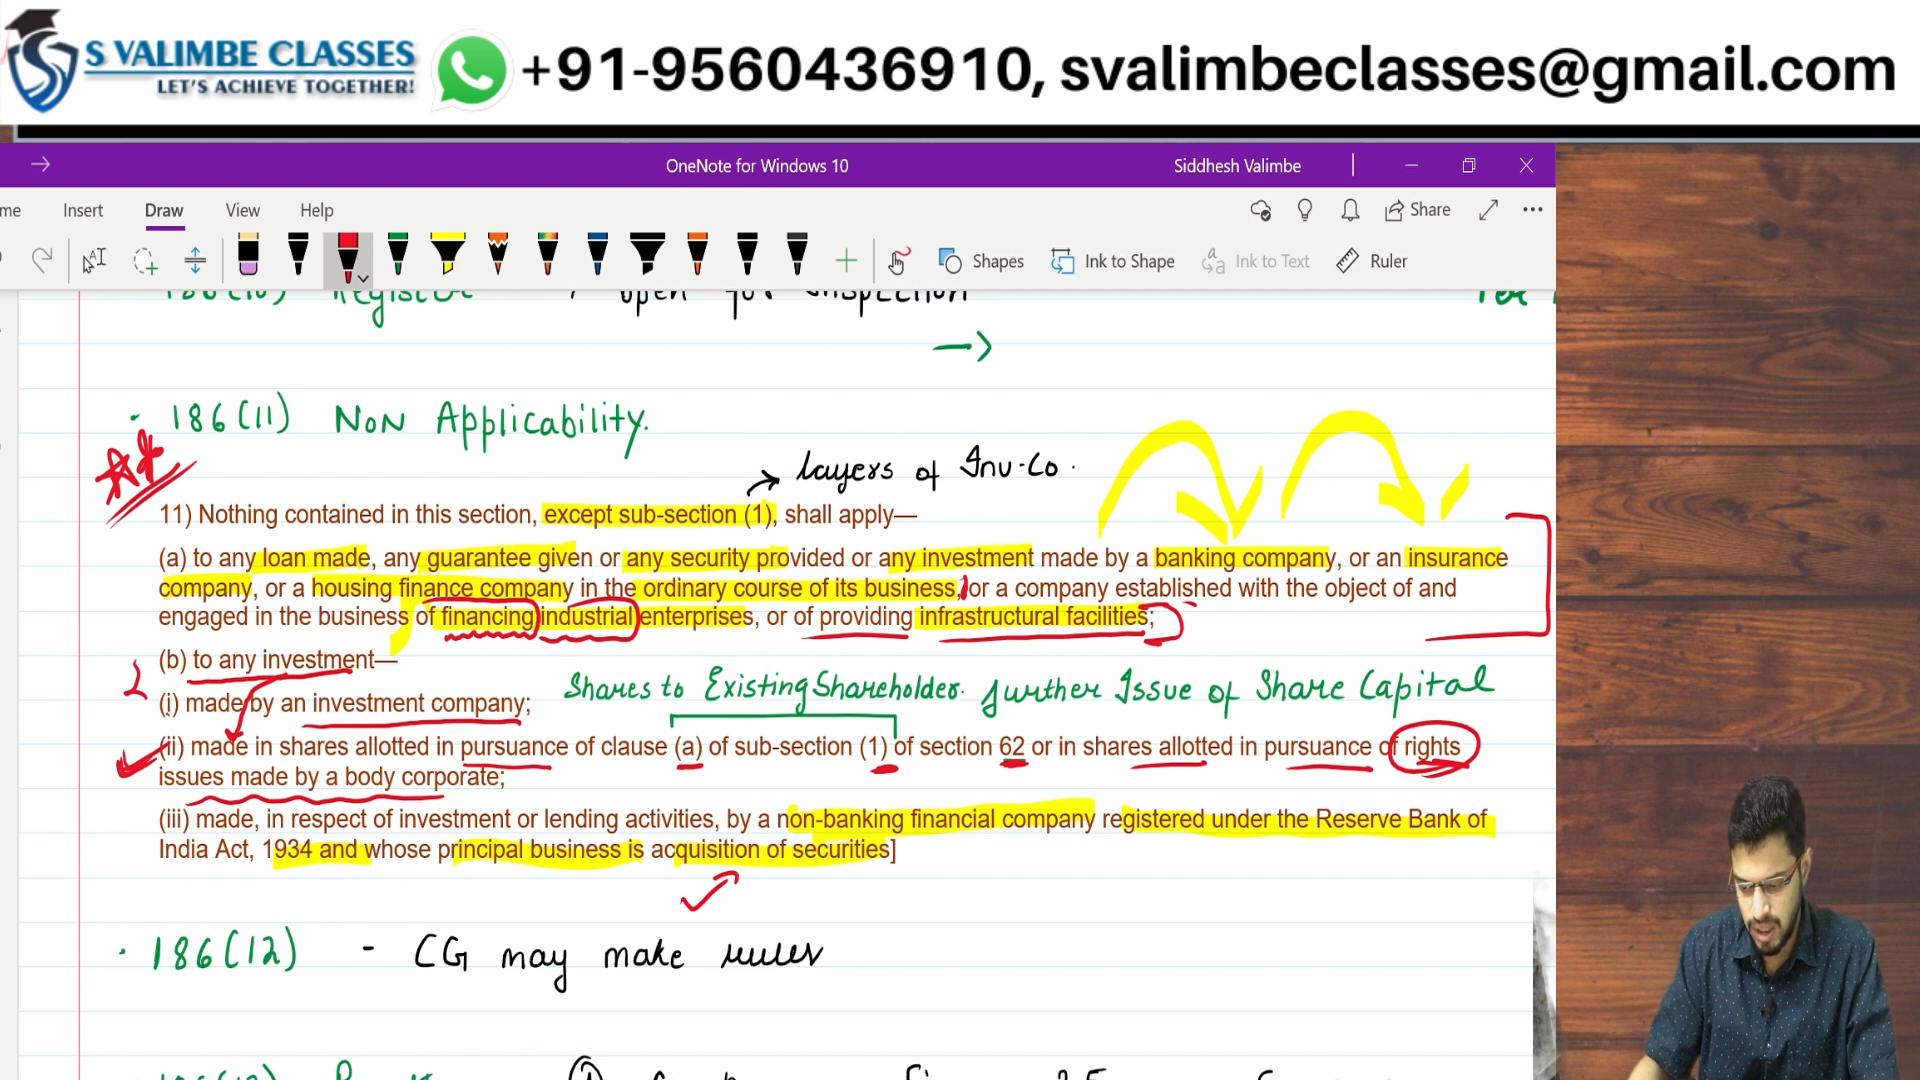 S VALIMBE CLASSES
LET'S ACHIEVE TOGETHER!
+91-9560436910, svalimbeclasses@gmail.com
OneNote for Windows 10
Siddhesh Valimbe
me Insert Draw View Help
Share
Shapes
Ink to Shape
Ink to Text
Ruler
186(10) Register
open for inspection
186(11) Non Applicability.
Layers of Inv-Co.
11) Nothing contained in this section, except sub-section (1), shall apply—
(a) to any loan made, any guarantee given or any security provided or any investment made by a banking company, or an insurance
company, or a housing finance company in the ordinary course of its business, or a company established with the object of and
engaged in the business of financing industrial enterprises, or of providing infrastructural facilities;
(b) to any investment—
Shares to Existing Shareholder. further Issue of Share Capital
(i) made by an investment company;
(ii) made in shares allotted in pursuance of clause (a) of sub-section (1) of section 62 or in shares allotted in pursuance of rights
issues made by a body corporate;
(iii) made, in respect of investment or lending activities, by a non-banking financial company registered under the Reserve Bank of
India Act, 1934 and whose principal business is acquisition of securities]
186(12) - CG may make rules